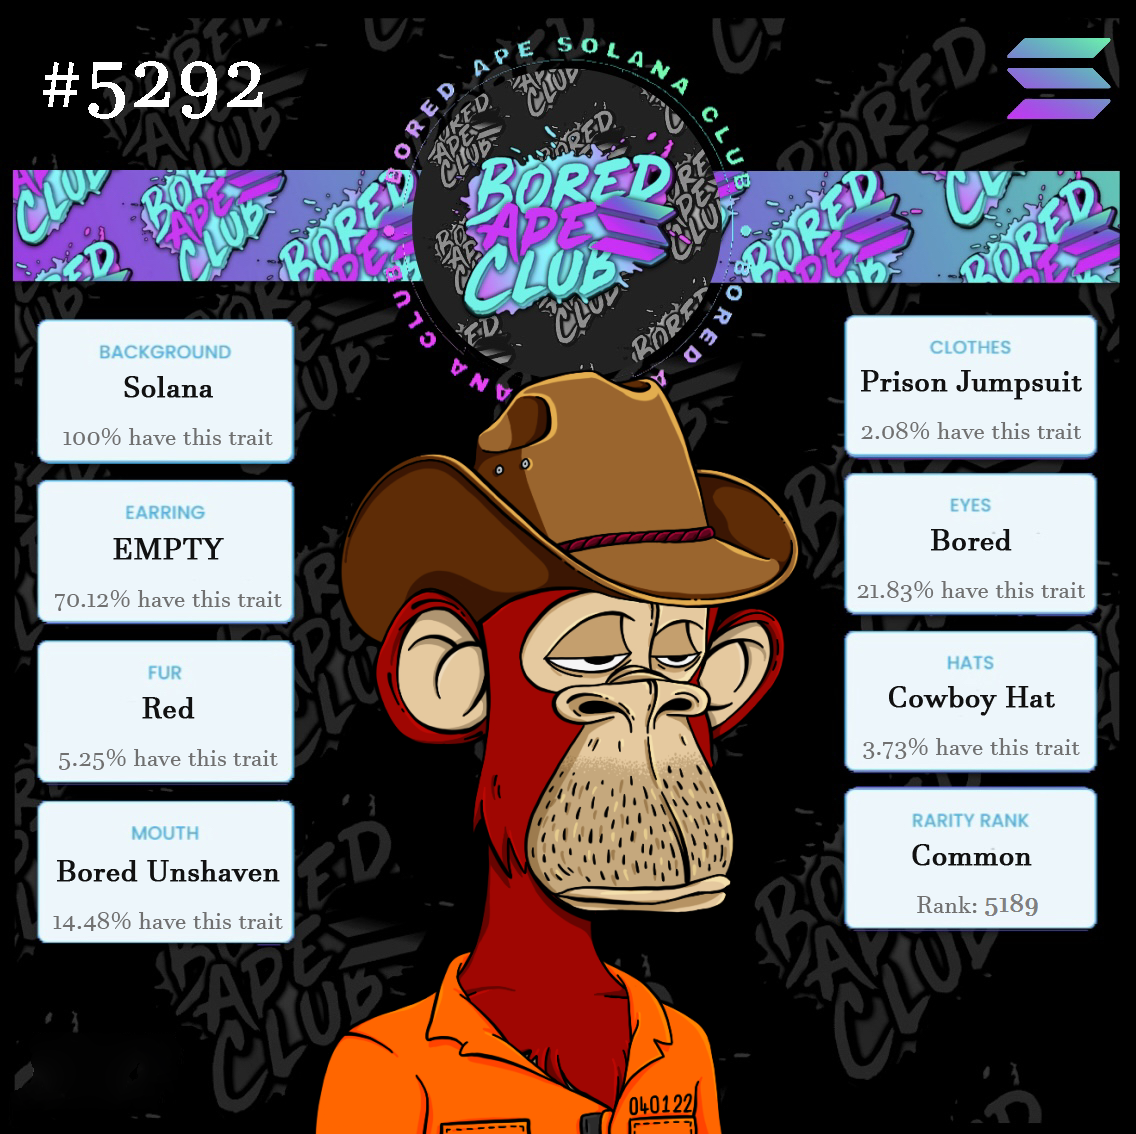 #5292
BORED APE SOLANA CLUB
BORED
APE
CLUB
BACKGROUND
Solana
100% have this trait
EARRING
EMPTY
70.12% have this trait
FUR
Red
5.25% have this trait
MOUTH
Bored Unshaven
14.48% have this trait
CLOTHES
Prison Jumpsuit
2.08% have this trait
EYES
Bored
21.83% have this trait
HATS
Cowboy Hat
3.73% have this trait
RARITY RANK
Common
Rank: 5189
040122